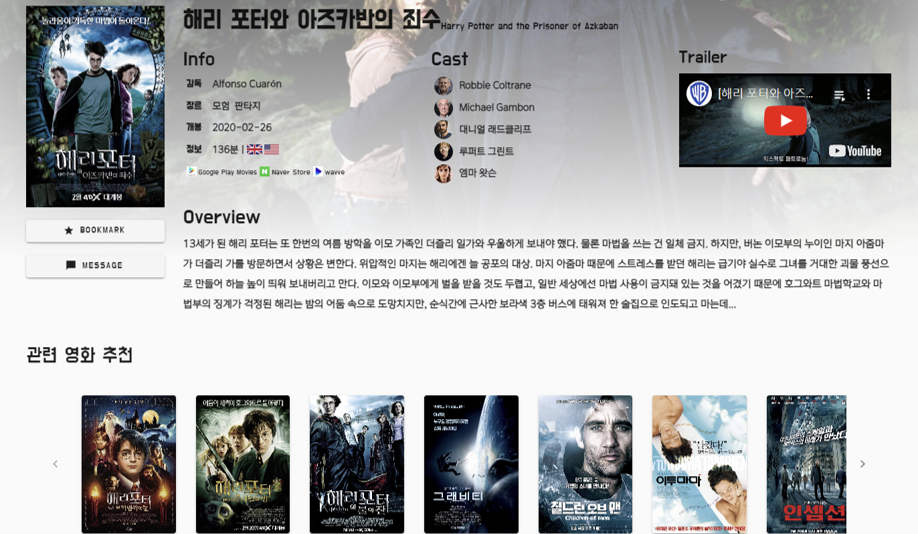 놀라움이 가득한 마법이 돌아온다!
해리포터
아즈카반의 죄수
2월 4DX 대개봉
해리 포터와 아즈카반의 죄수 Harry Potter and the Prisoner of Azkaban
Info
감독 Alfonso Cuarón
장르 모험 판타지
개봉 2020-02-26
정보 136분 |
Google Play Movies Naver Store wavve
Cast
Robbie Coltrane
Michael Gambon
대니얼 래드클리프
루퍼트 그린트
엠마 왓슨
Trailer
[해리 포터와 아즈...
익스펙토 패트로눔!
YouTube
BOOKMARK
MESSAGE
Overview
13세가 된 해리 포터는 또 한번의 여름 방학을 이모 가족인 더즐리 일가와 우울하게 보내야 했다. 물론 마법을 쓰는 건 일체 금지. 하지만, 버논 이모부의 누이인 마지 아줌마
가 더즐리 가를 방문하면서 상황은 변한다. 위압적인 마지는 해리에겐 늘 공포의 대상. 마지 아줌마 때문에 스트레스를 받던 해리는 급기야 실수로 그녀를 거대한 괴물 풍선으
로 만들어 하늘 높이 띄워 보내버리고 만다. 이모와 이모부에게 벌을 받을 것도 두렵고, 일반 세상에선 마법 사용이 금지돼 있는 것을 어겼기 때문에 호그와트 마법학교와 마
법부의 징계가 걱정된 해리는 밤의 어둠 속으로 도망치지만, 순식간에 근사한 보라색 3층 버스에 태워져 한 술집으로 인도되고 마는데...
관련 영화 추천
해리포터
해리포터
해리포터
불의 잔
그래비티
칠드런 오브 맨
Children of Men
이투마마
인셉션